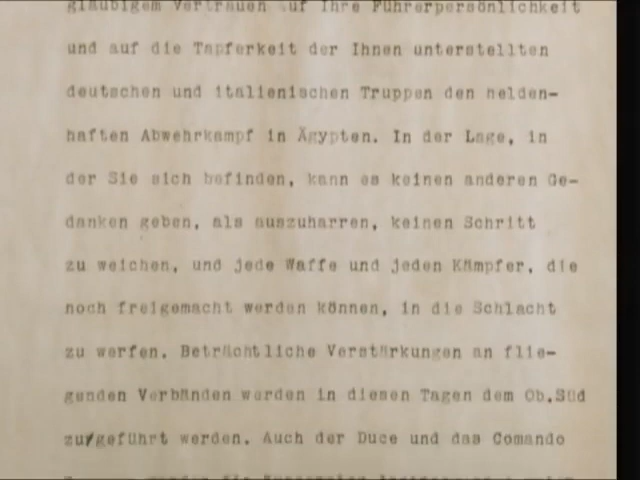 gläubigem Vertrauen auf Ihre Führerpersönlichkeit
und auf die Tapferkeit der Ihnen unterstellten
deutschen und italienischen Truppen den helden-
haften Abwehrkampf in Ägypten. In der Lage, in
der Sie sich befinden, kann es keinen anderen Ge-
danken geben, als auszuharren, keinen Schritt
zu weichen, und jede Waffe und jeden Kämpfer, die
noch freigemacht werden können, in die Schlacht
zu werfen. Beträchtliche Verstärkungen an flie-
genden Verbänden werden in diesen Tagen dem Ob.Süd
zu/geführt werden. Auch der Duce und das Comando